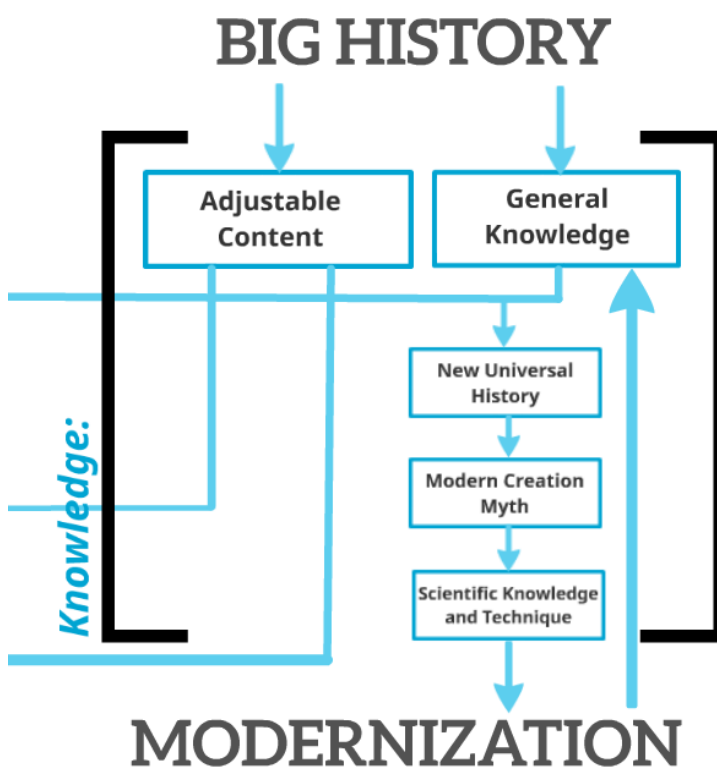 BIG HISTORY
Adjustable
Content
General
Knowledge
New Universal
History
Knowledge:
Modern Creation
Myth
Scientific Knowledge
and Technique
MODERNIZATION